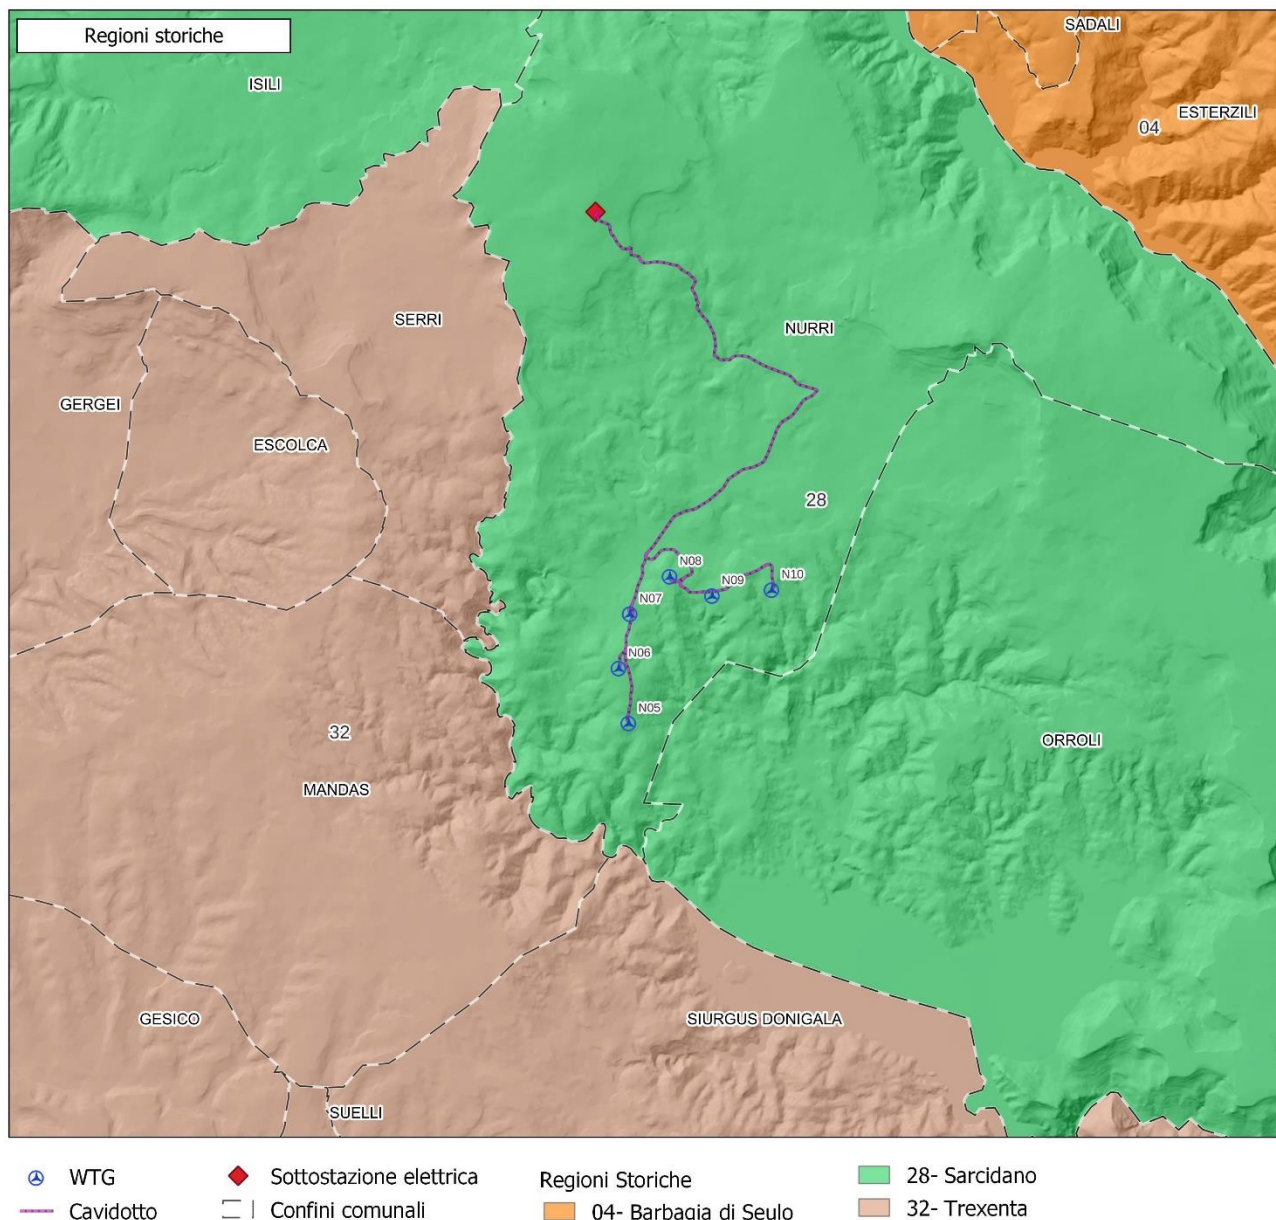 Regioni storiche
SADALI
ISILI
ESTERZILI
04
SERRI
NURRI
GERGEI
ESCOLCA
28
N08
N09
N10
N07
N06
N05
32
ORROLI
MANDAS
GESICO
SIURGUS DONIGALA
SUELLI
WTG
Sottostazione elettrica
Regioni Storiche
28- Sarcidano
Cavidotto
Confini comunali
04- Barbagia di Seulo
32- Trexenta